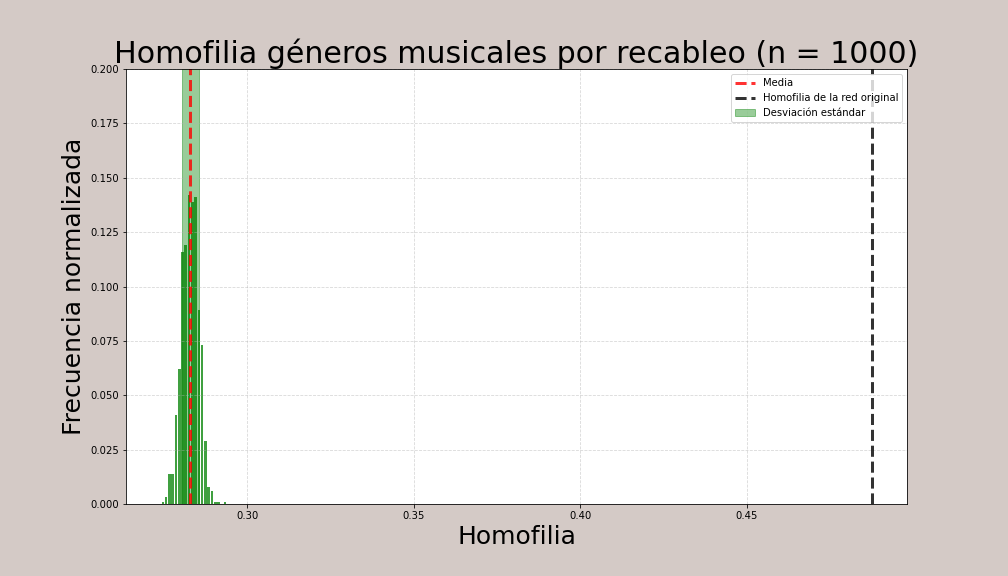 Homofilia géneros musicales por recableo (n = 1000)
Media
Homofilia de la red original
Desviación estándar
Frecuencia normalizada
0.200
0.175
0.150
0.125
0.100
0.075
0.050
0.025
0.000
0.30
0.35
0.40
0.45
Homofilia